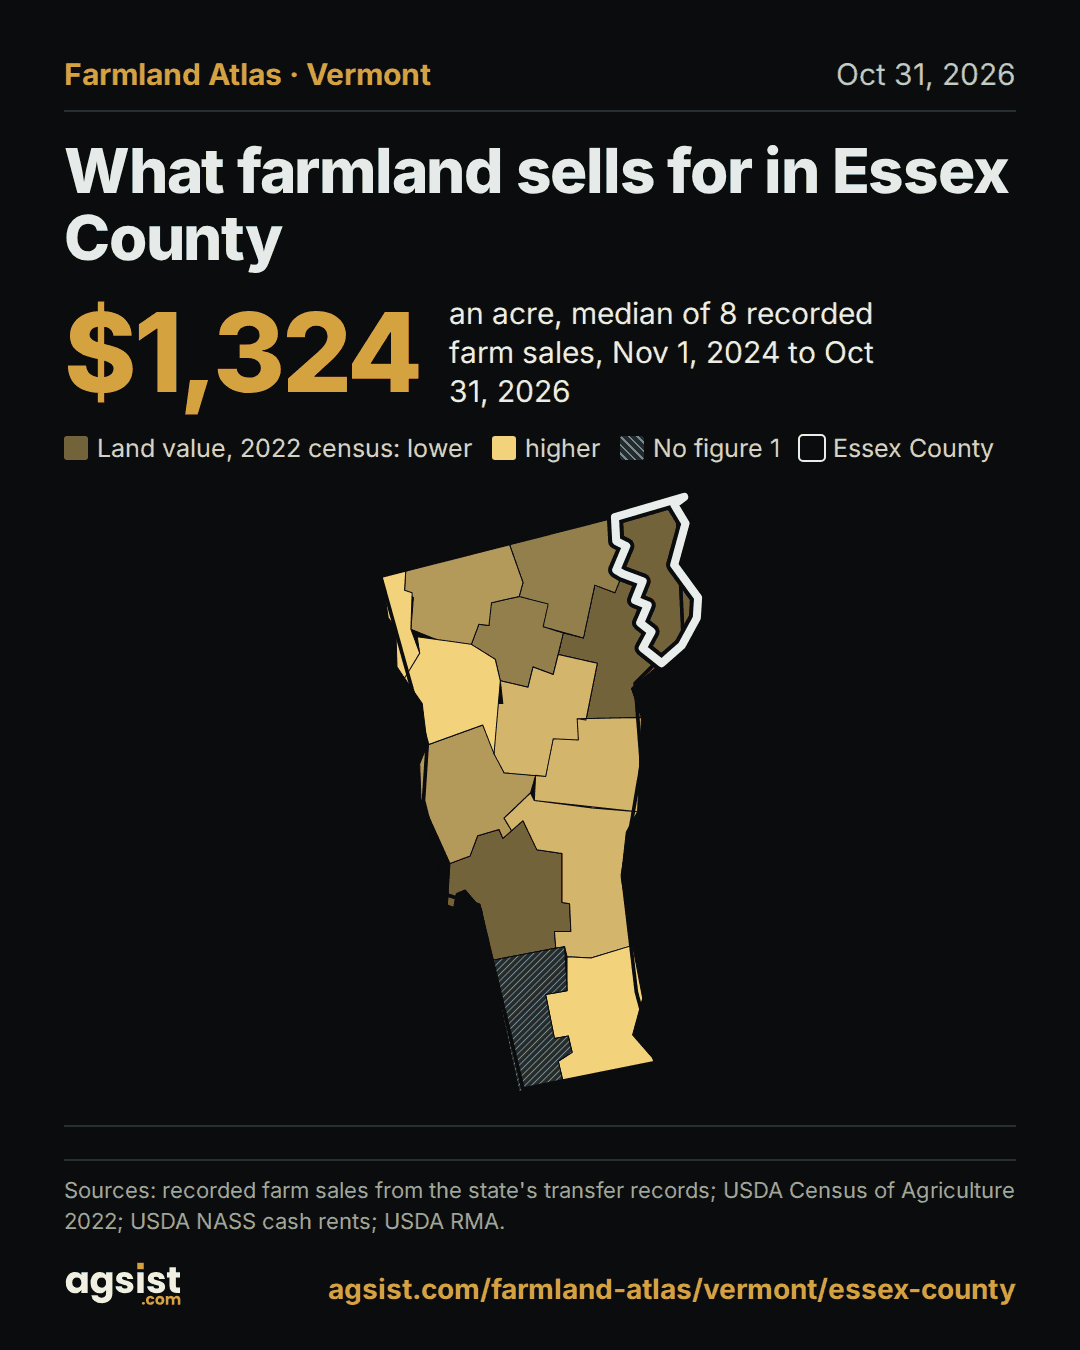 Farmland Atlas · Vermont
Oct 31, 2026
What farmland sells for in Essex
County
$1,324
an acre, median of 8 recorded
farm sales, Nov 1, 2024 to Oct
31, 2026
Land value, 2022 census: lower
higher
No figure 1
Essex County
Sources: recorded farm sales from the state's transfer records; USDA Census of Agriculture
2022; USDA NASS cash rents; USDA RMA.
agsist
.com
agsist.com/farmland-atlas/vermont/essex-county